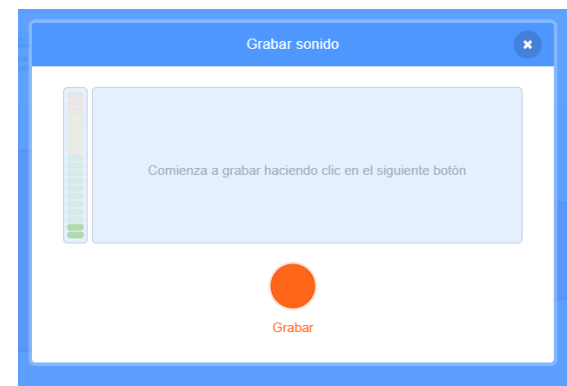 Grabar sonido
Comienza a grabar haciendo clic en el siguiente botón
Grabar